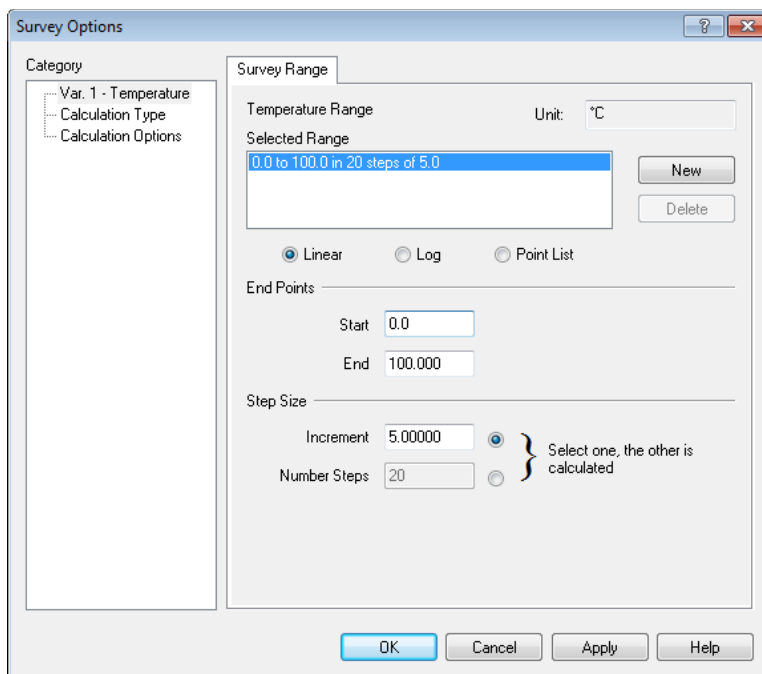 Survey Options
Category
Var. 1 - Temperature
Calculation Type
Calculation Options
Survey Range
Temperature Range
Unit: °C
Selected Range
0.0 to 100.0 in 20 steps of 5.0
New
Delete
Linear Log Point List
End Points
Start 0.0
End 100.000
Step Size
Increment 5.00000
Number Steps 20
Select one, the other is
calculated
OK Cancel Apply Help